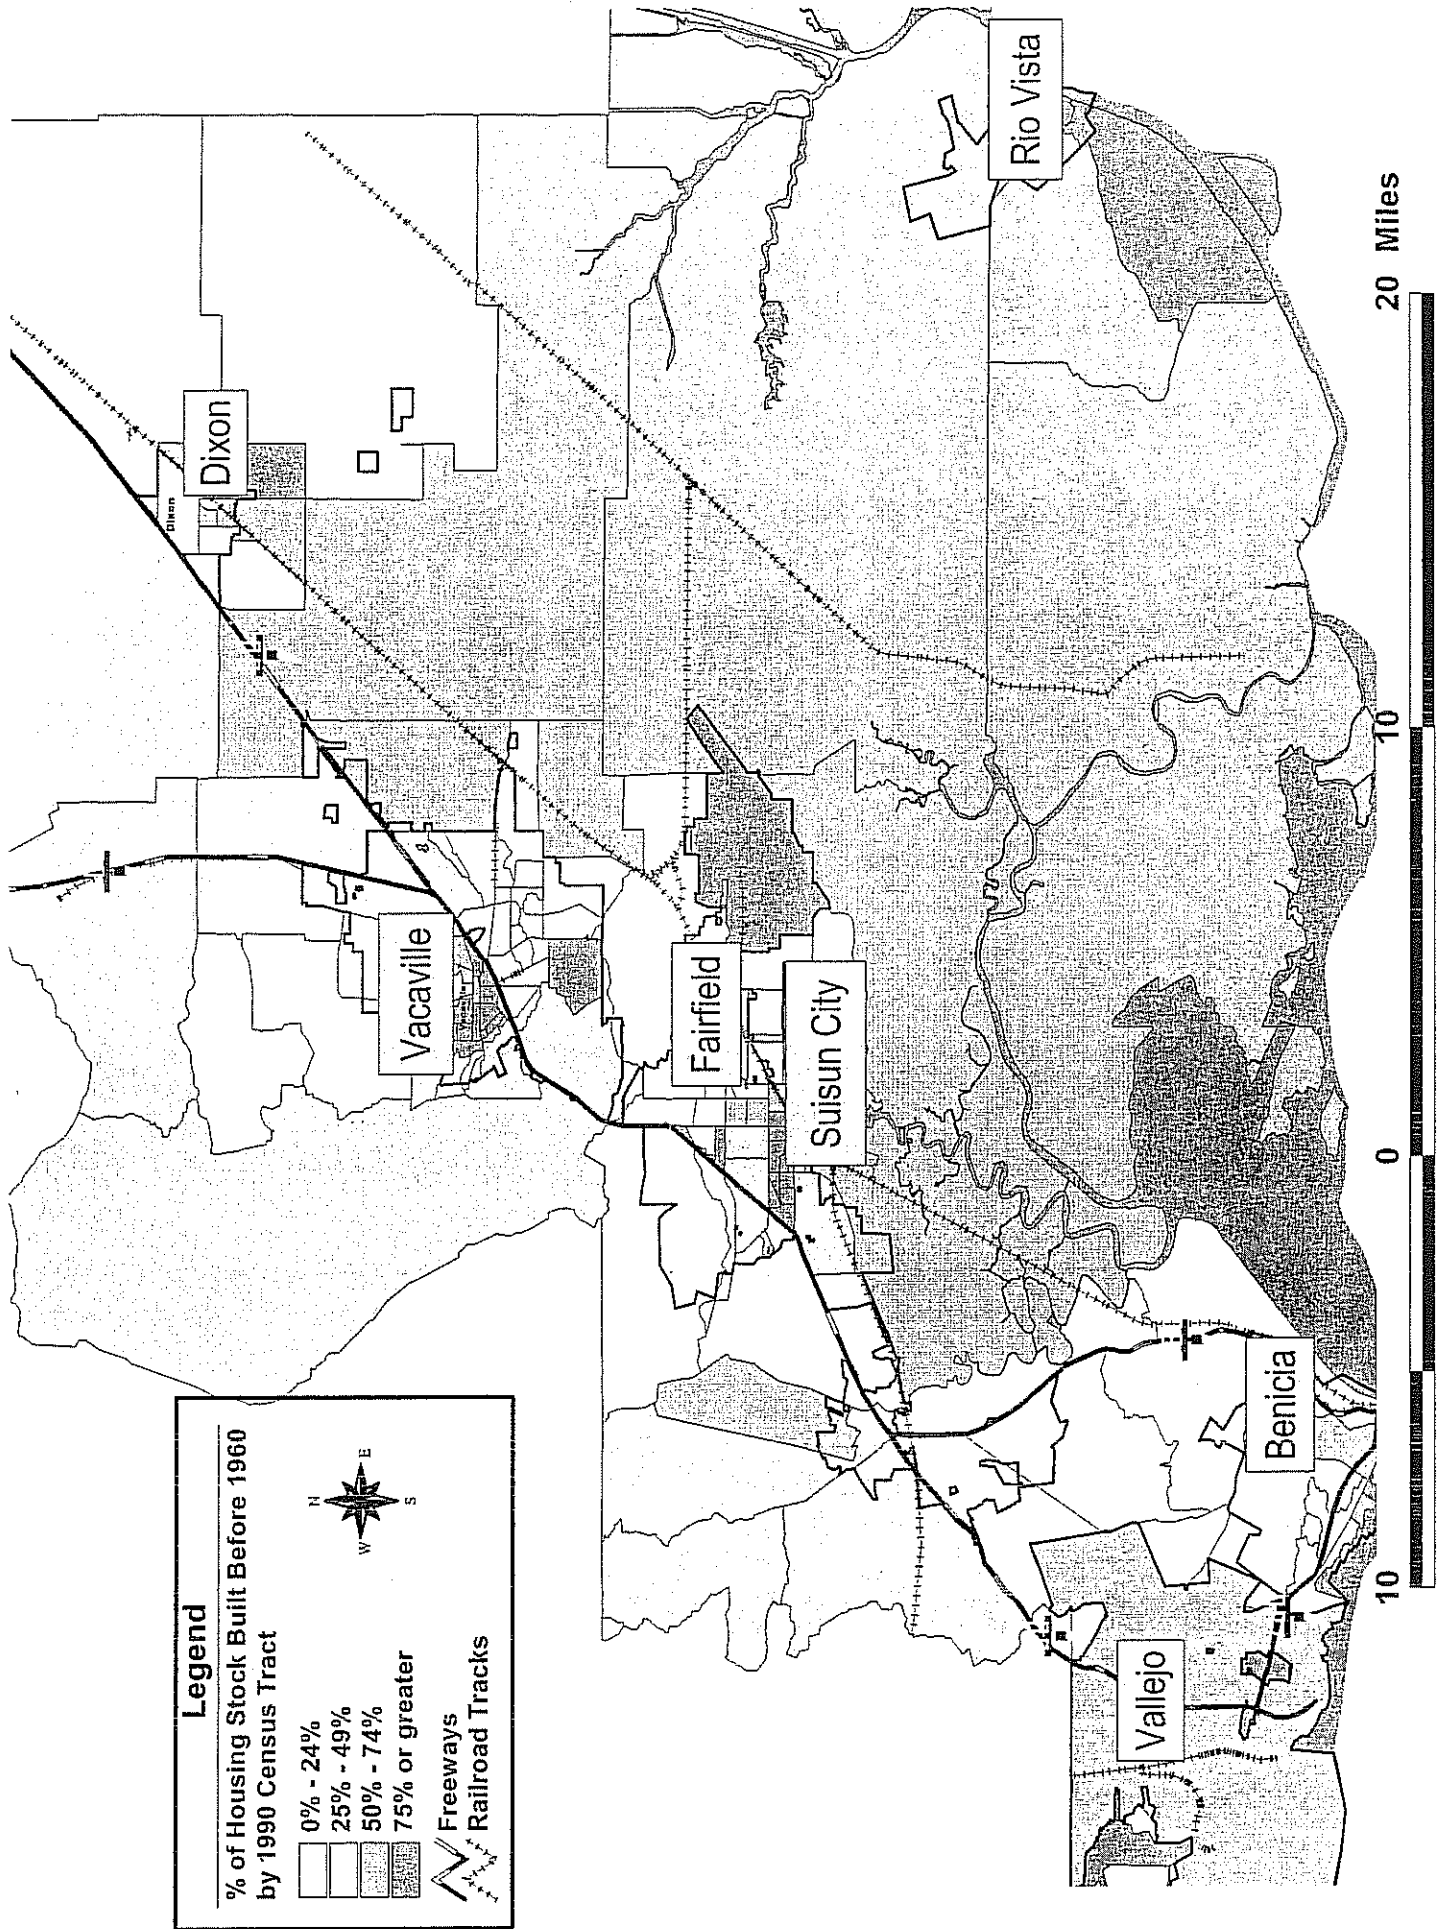 Legend
% of Housing Stock Built Before 1960
by 1990 Census Tract
0% - 24%
25% - 49%
50% - 74%
75% or greater
Freeways
Railroad Tracks
N
W
E
S
Dixon
Dixon
Vacaville
Fairfield
Suisun City
Rio Vista
Benicia
Vallejo
10
0
10
20 Miles